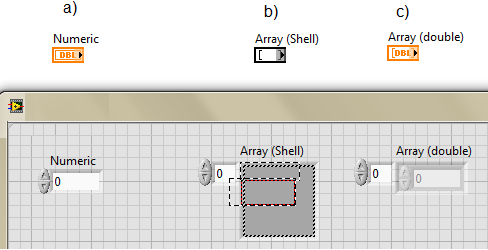 a) b) c)
Numeric Array (Shell) Array (double)
DBL [ [DBL]
Numeric Array (Shell) Array (double)
0 0 0 0